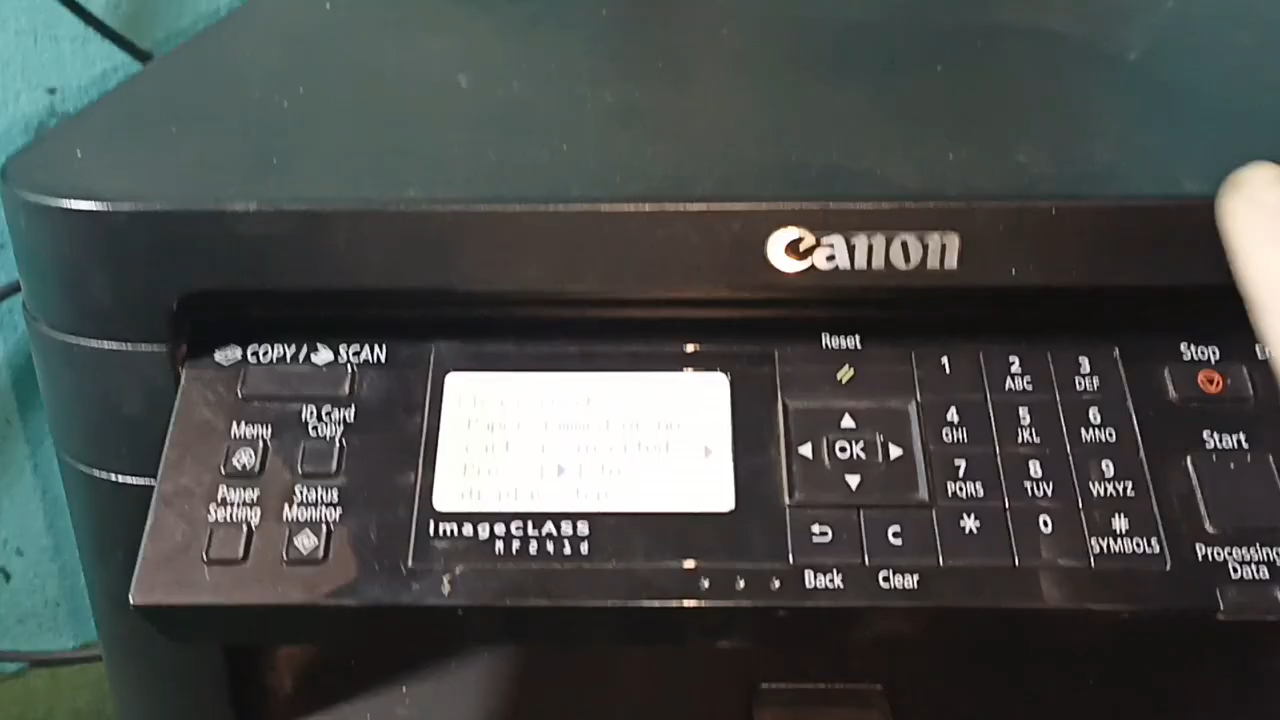 Canon
COPY / SCAN
ID Card
Copy
Menu
Paper
Setting
Status
Monitor
imageCLASS
MF241d
Reset
OK
Back
C
Clear
1
2
ABC
3
DEF
4
GHI
5
JKL
6
MNO
7
PQRS
8
TUV
9
WXYZ
*
0
#
SYMBOLS
Stop
Start
Processing
Data